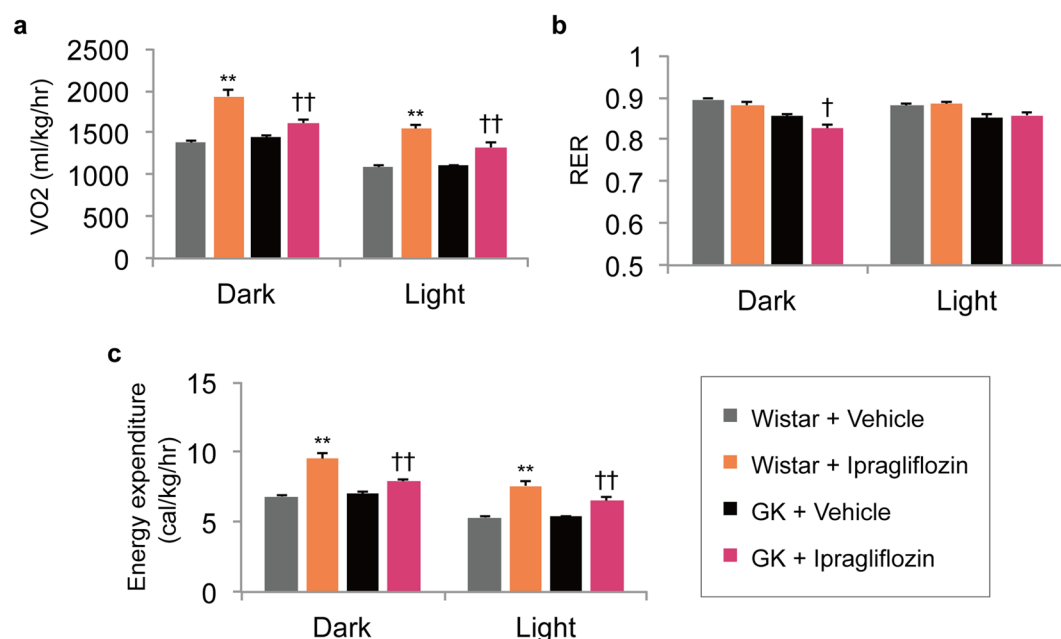 a
VO2 (ml/kg/hr)
2500
2000
1500
1000
500
0
**
††
**
††
Dark
Light
b
RER
1
0.9
0.8
0.7
0.6
0.5
†
Dark
Light
c
Energy expenditure
(cal/kg/hr)
15
10
5
0
**
††
**
††
Dark
Light
Wistar + Vehicle
Wistar + Ipragliflozin
GK + Vehicle
GK + Ipragliflozin